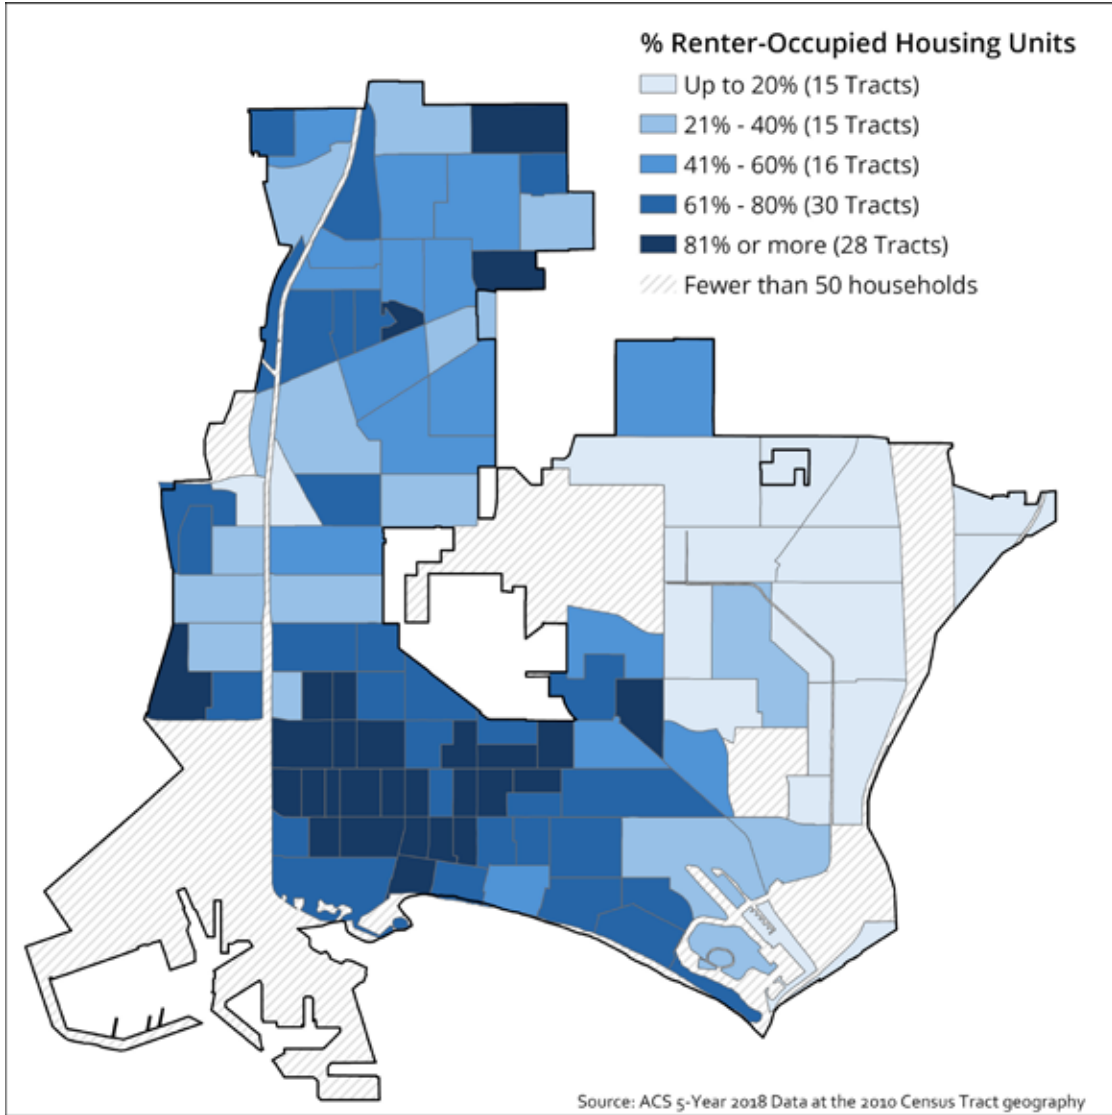 % Renter-Occupied Housing Units
Up to 20% (15 Tracts)
21% - 40% (15 Tracts)
41% - 60% (16 Tracts)
61% - 80% (30 Tracts)
81% or more (28 Tracts)
Fewer than 50 households
Source: ACS 5-Year 2018 Data at the 2010 Census Tract geography